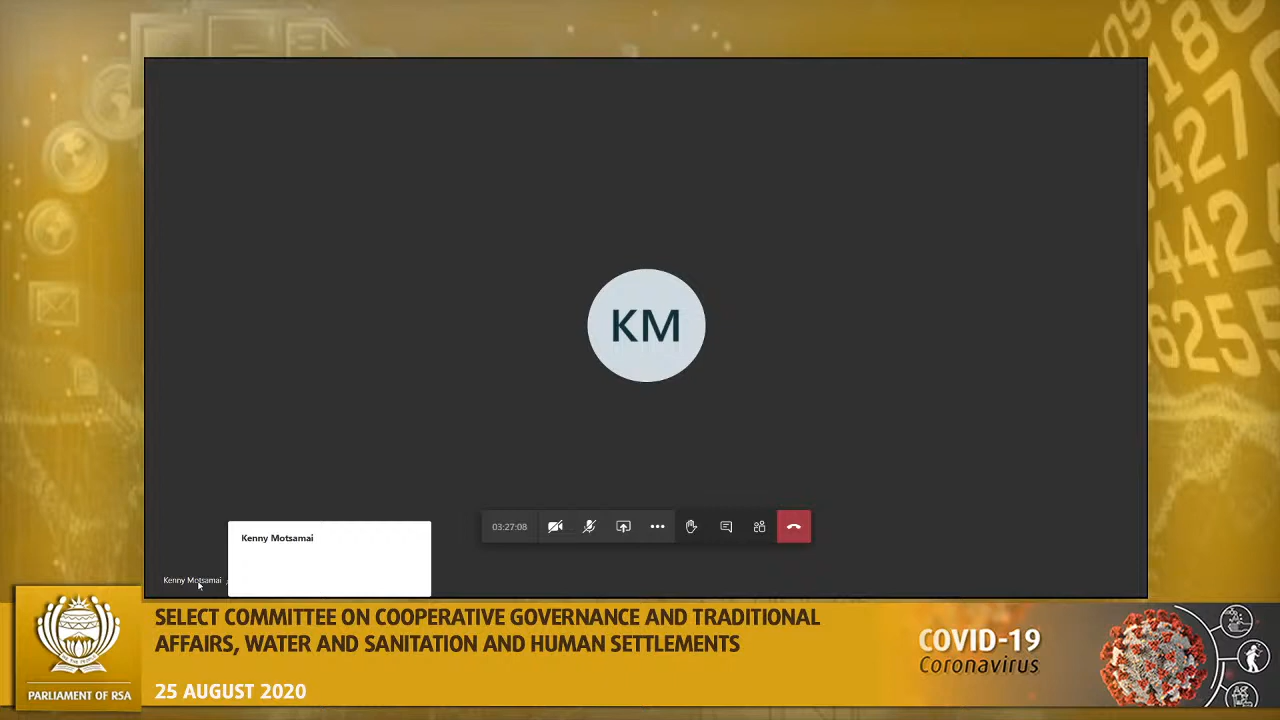 KM
03:27:08
Kenny Motsamai
Kenny Motsamai
SELECT COMMITTEE ON COOPERATIVE GOVERNANCE AND TRADITIONAL
AFFAIRS, WATER AND SANITATION AND HUMAN SETTLEMENTS
25 AUGUST 2020
PARLIAMENT OF RSA
COVID-19
Coronavirus